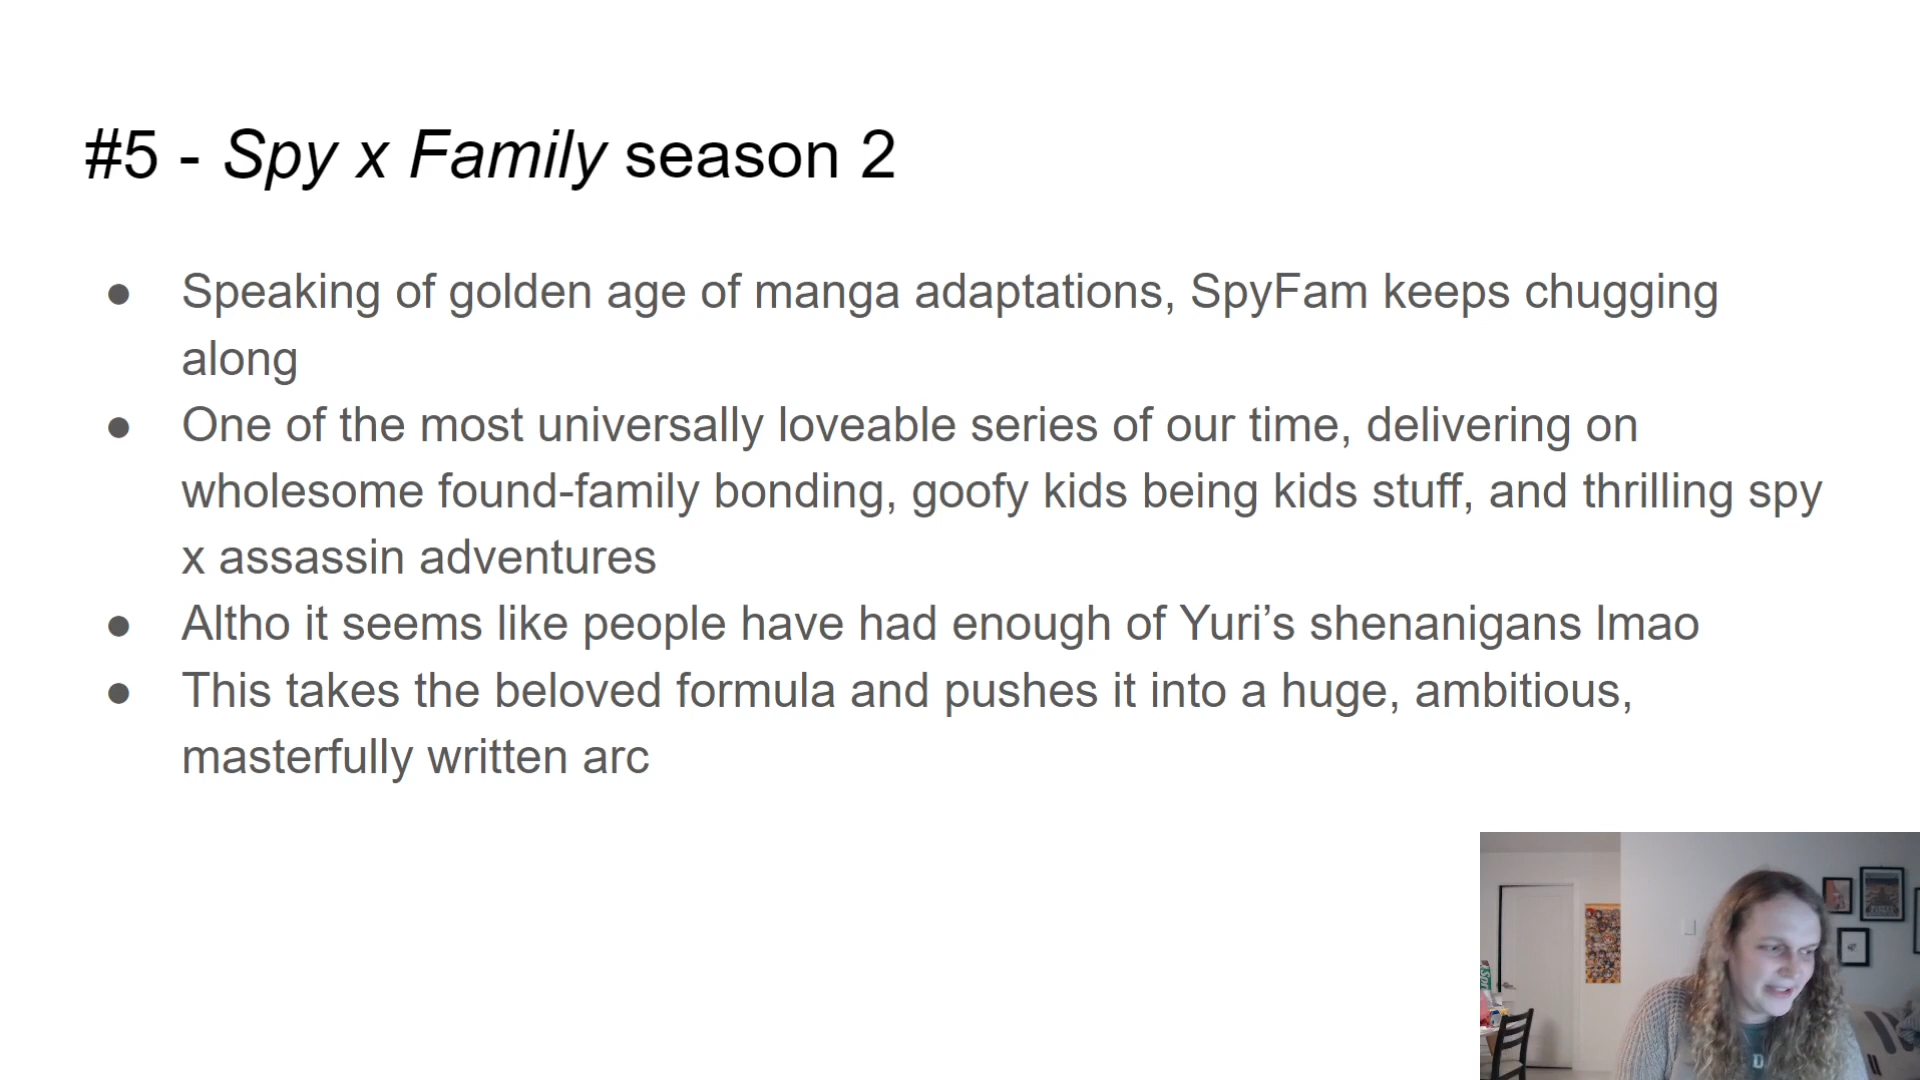 #5 - Spy x Family season 2
● Speaking of golden age of manga adaptations, SpyFam keeps chugging
along
● One of the most universally loveable series of our time, delivering on
wholesome found-family bonding, goofy kids being kids stuff, and thrilling spy
x assassin adventures
● Altho it seems like people have had enough of Yuri’s shenanigans lmao
● This takes the beloved formula and pushes it into a huge, ambitious,
masterfully written arc